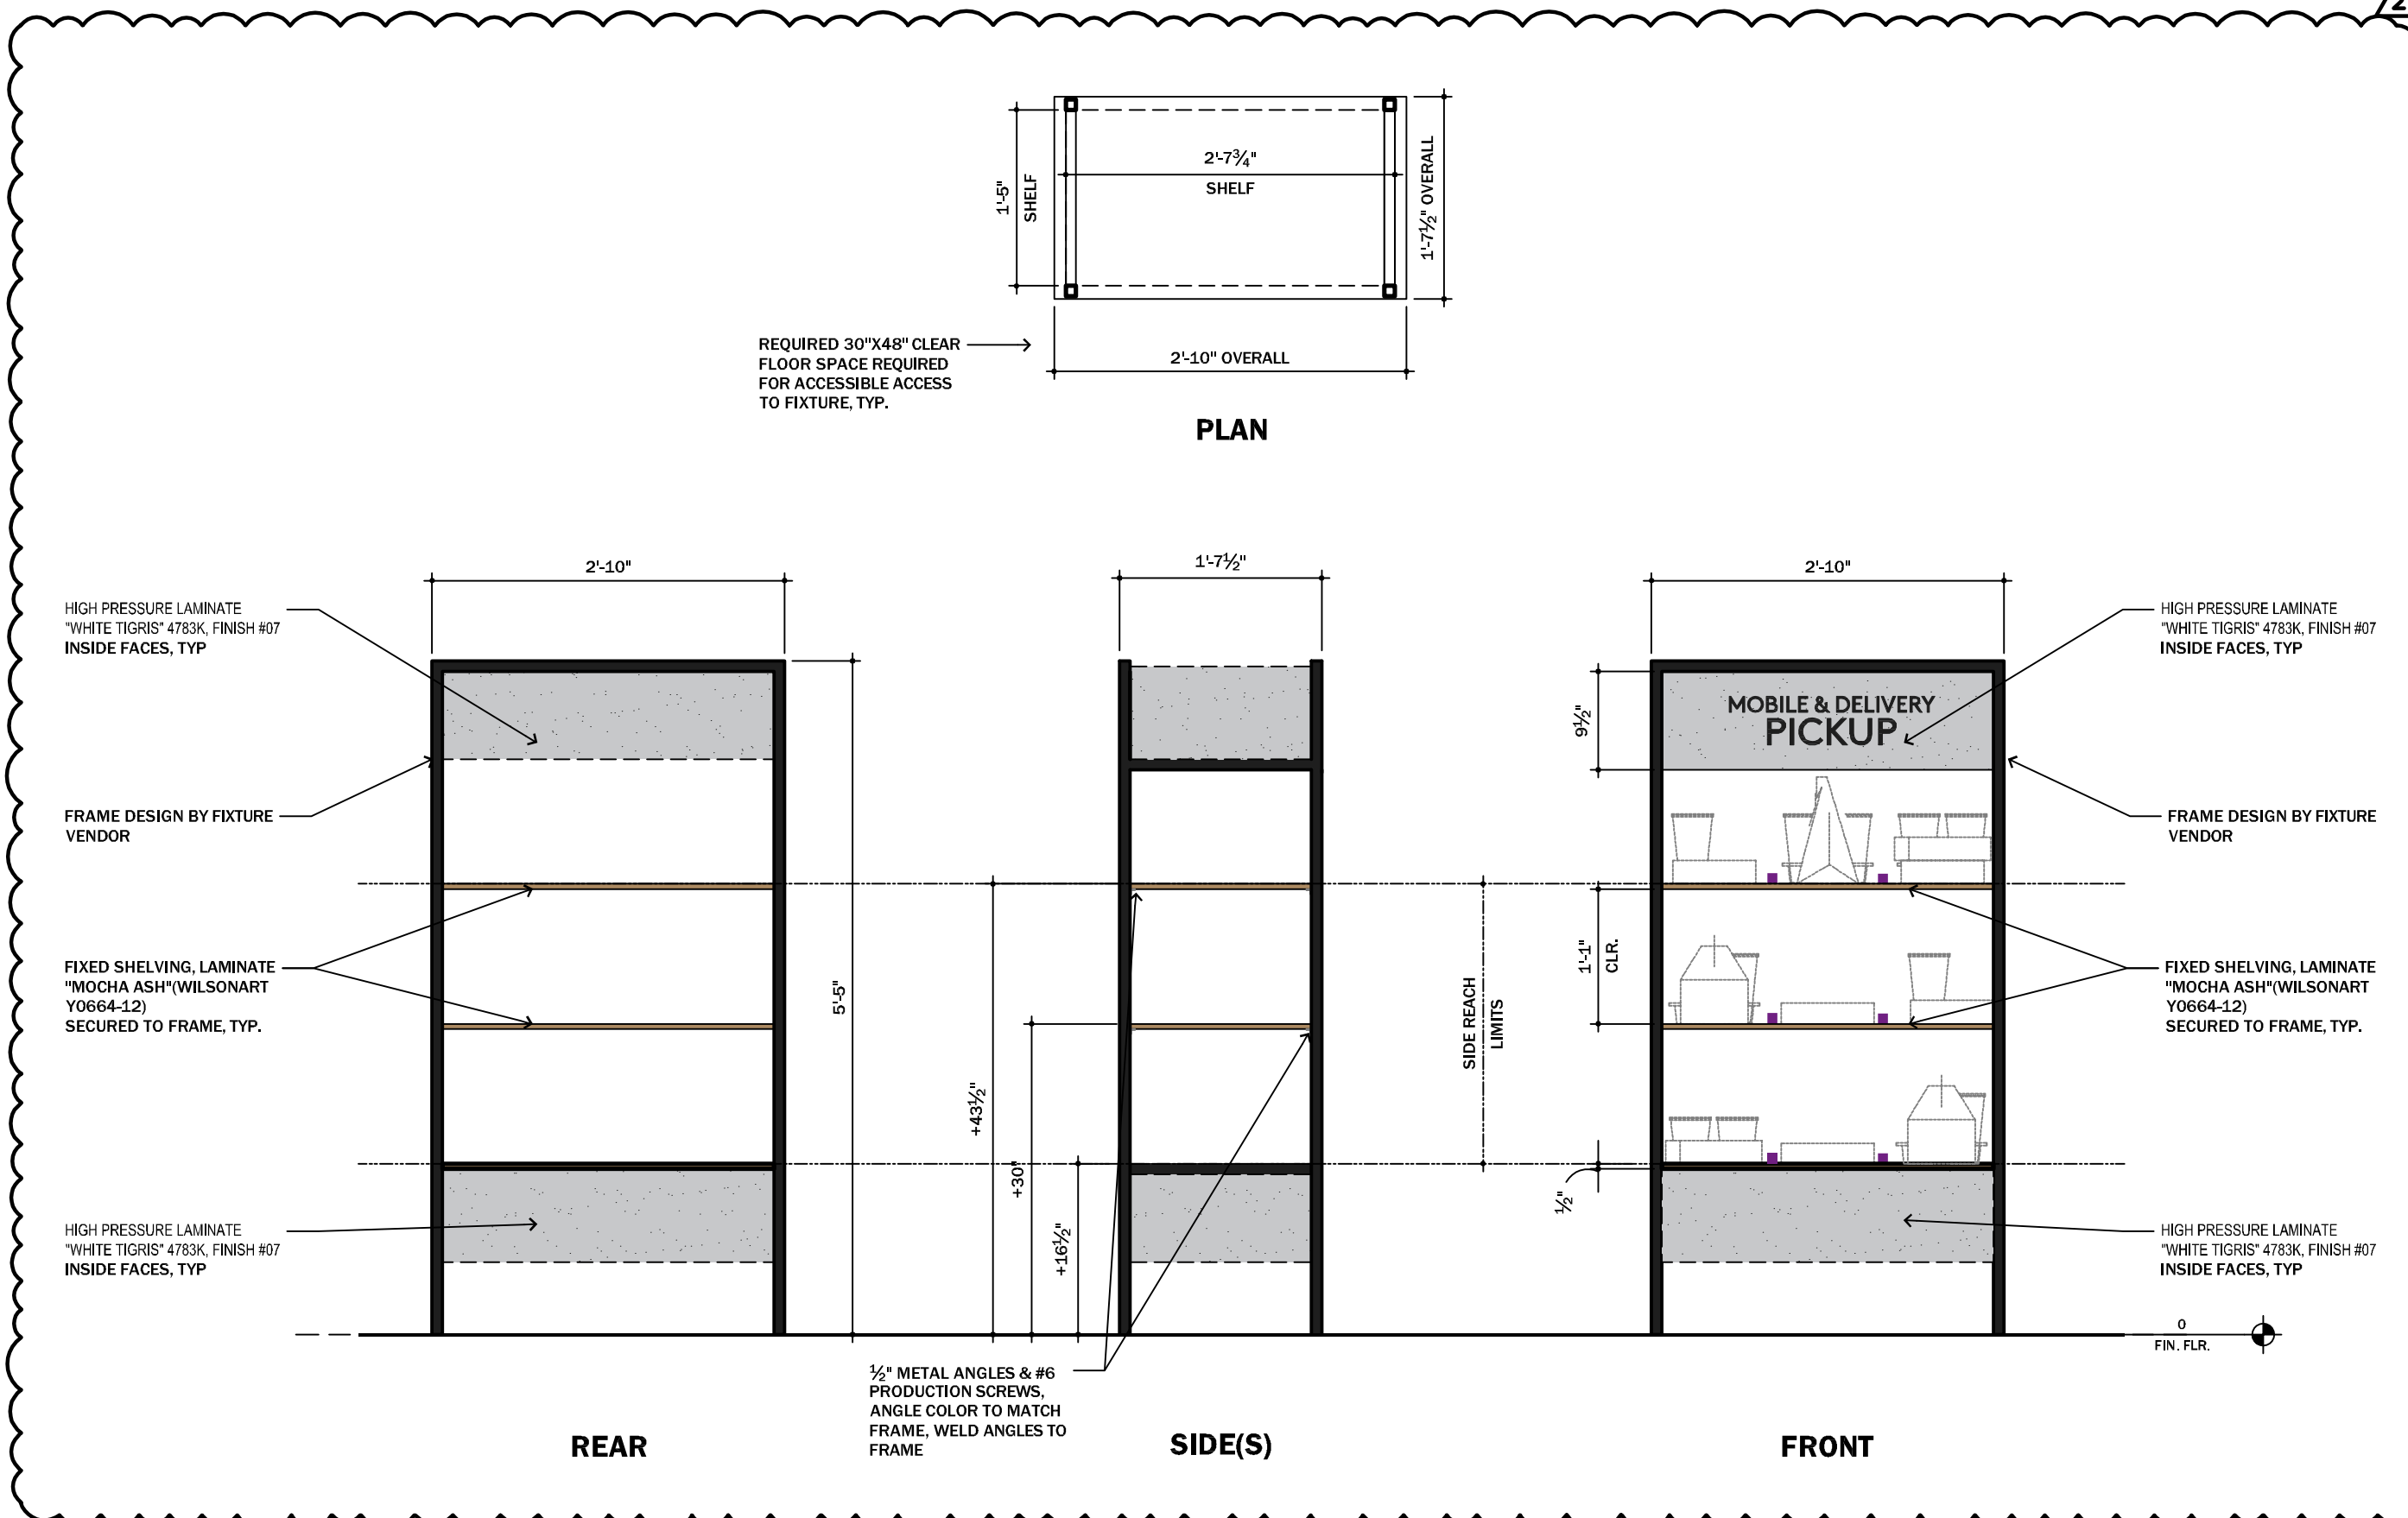 2
1'-5"
SHELF
2'-7¾"
SHELF
1'-7½" OVERALL
REQUIRED 30"X48" CLEAR
FLOOR SPACE REQUIRED
FOR ACCESSIBLE ACCESS
TO FIXTURE, TYP.
2'-10" OVERALL
PLAN
2'-10"
1'-7½"
2'-10"
HIGH PRESSURE LAMINATE
"WHITE TIGRIS" 4783K, FINISH #07
INSIDE FACES, TYP
FRAME DESIGN BY FIXTURE
VENDOR
FIXED SHELVING, LAMINATE
"MOCHA ASH"(WILSONART
Y0664-12)
SECURED TO FRAME, TYP.
HIGH PRESSURE LAMINATE
"WHITE TIGRIS" 4783K, FINISH #07
INSIDE FACES, TYP
5'-5"
+43½"
+30"
+16½"
½" METAL ANGLES & #6
PRODUCTION SCREWS,
ANGLE COLOR TO MATCH
FRAME, WELD ANGLES TO
FRAME
SIDE REACH
LIMITS
9½"
1'-1"
CLR.
½"
MOBILE & DELIVERY
PICKUP
HIGH PRESSURE LAMINATE
"WHITE TIGRIS" 4783K, FINISH #07
INSIDE FACES, TYP
FRAME DESIGN BY FIXTURE
VENDOR
FIXED SHELVING, LAMINATE
"MOCHA ASH"(WILSONART
Y0664-12)
SECURED TO FRAME, TYP.
HIGH PRESSURE LAMINATE
"WHITE TIGRIS" 4783K, FINISH #07
INSIDE FACES, TYP
0
FIN. FLR.
REAR
SIDE(S)
FRONT